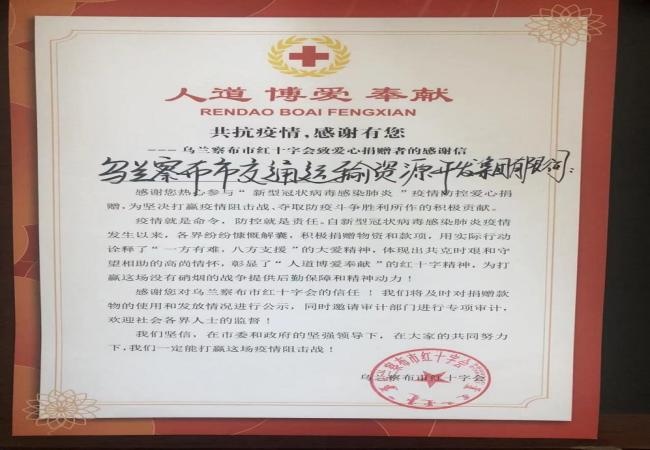 人道 博爱 奉献
RENDAO BOAI FENGXIAN
共抗疫情,感谢有您
--- 乌兰察布市红十字会致爱心捐赠者的感谢信
乌兰察布市交通运输资源开发集团有限公司:
感谢您热心参与“新型冠状病毒感染肺炎”疫情防控爱心捐
赠,为坚决打赢疫情阻击战、夺取防疫斗争胜利所作的积极贡献。
疫情就是命令,防控就是责任。自新型冠状病毒感染肺炎疫情
发生以来,各界纷纷慷慨解囊,积极捐赠物资和款项,用实际行动
诠释了“一方有难,八方支援”的大爱精神,体现出共克时艰和守
望相助的高尚情怀,彰显了“人道博爱奉献”的红十字精神,为打
赢这场没有硝烟的战争提供后勤保障和精神动力!
感谢您对乌兰察布市红十字会的信任!我们将及时对捐赠款
物的使用和发放情况进行公示,同时邀请审计部门进行专项审计,
欢迎社会各界人士的监督!
我们坚信,在市委和政府的坚强领导下,在大家的共同努力
下,我们一定能打赢这场疫情阻击战!
乌兰察布市红十字会
乌兰察布市红十字会